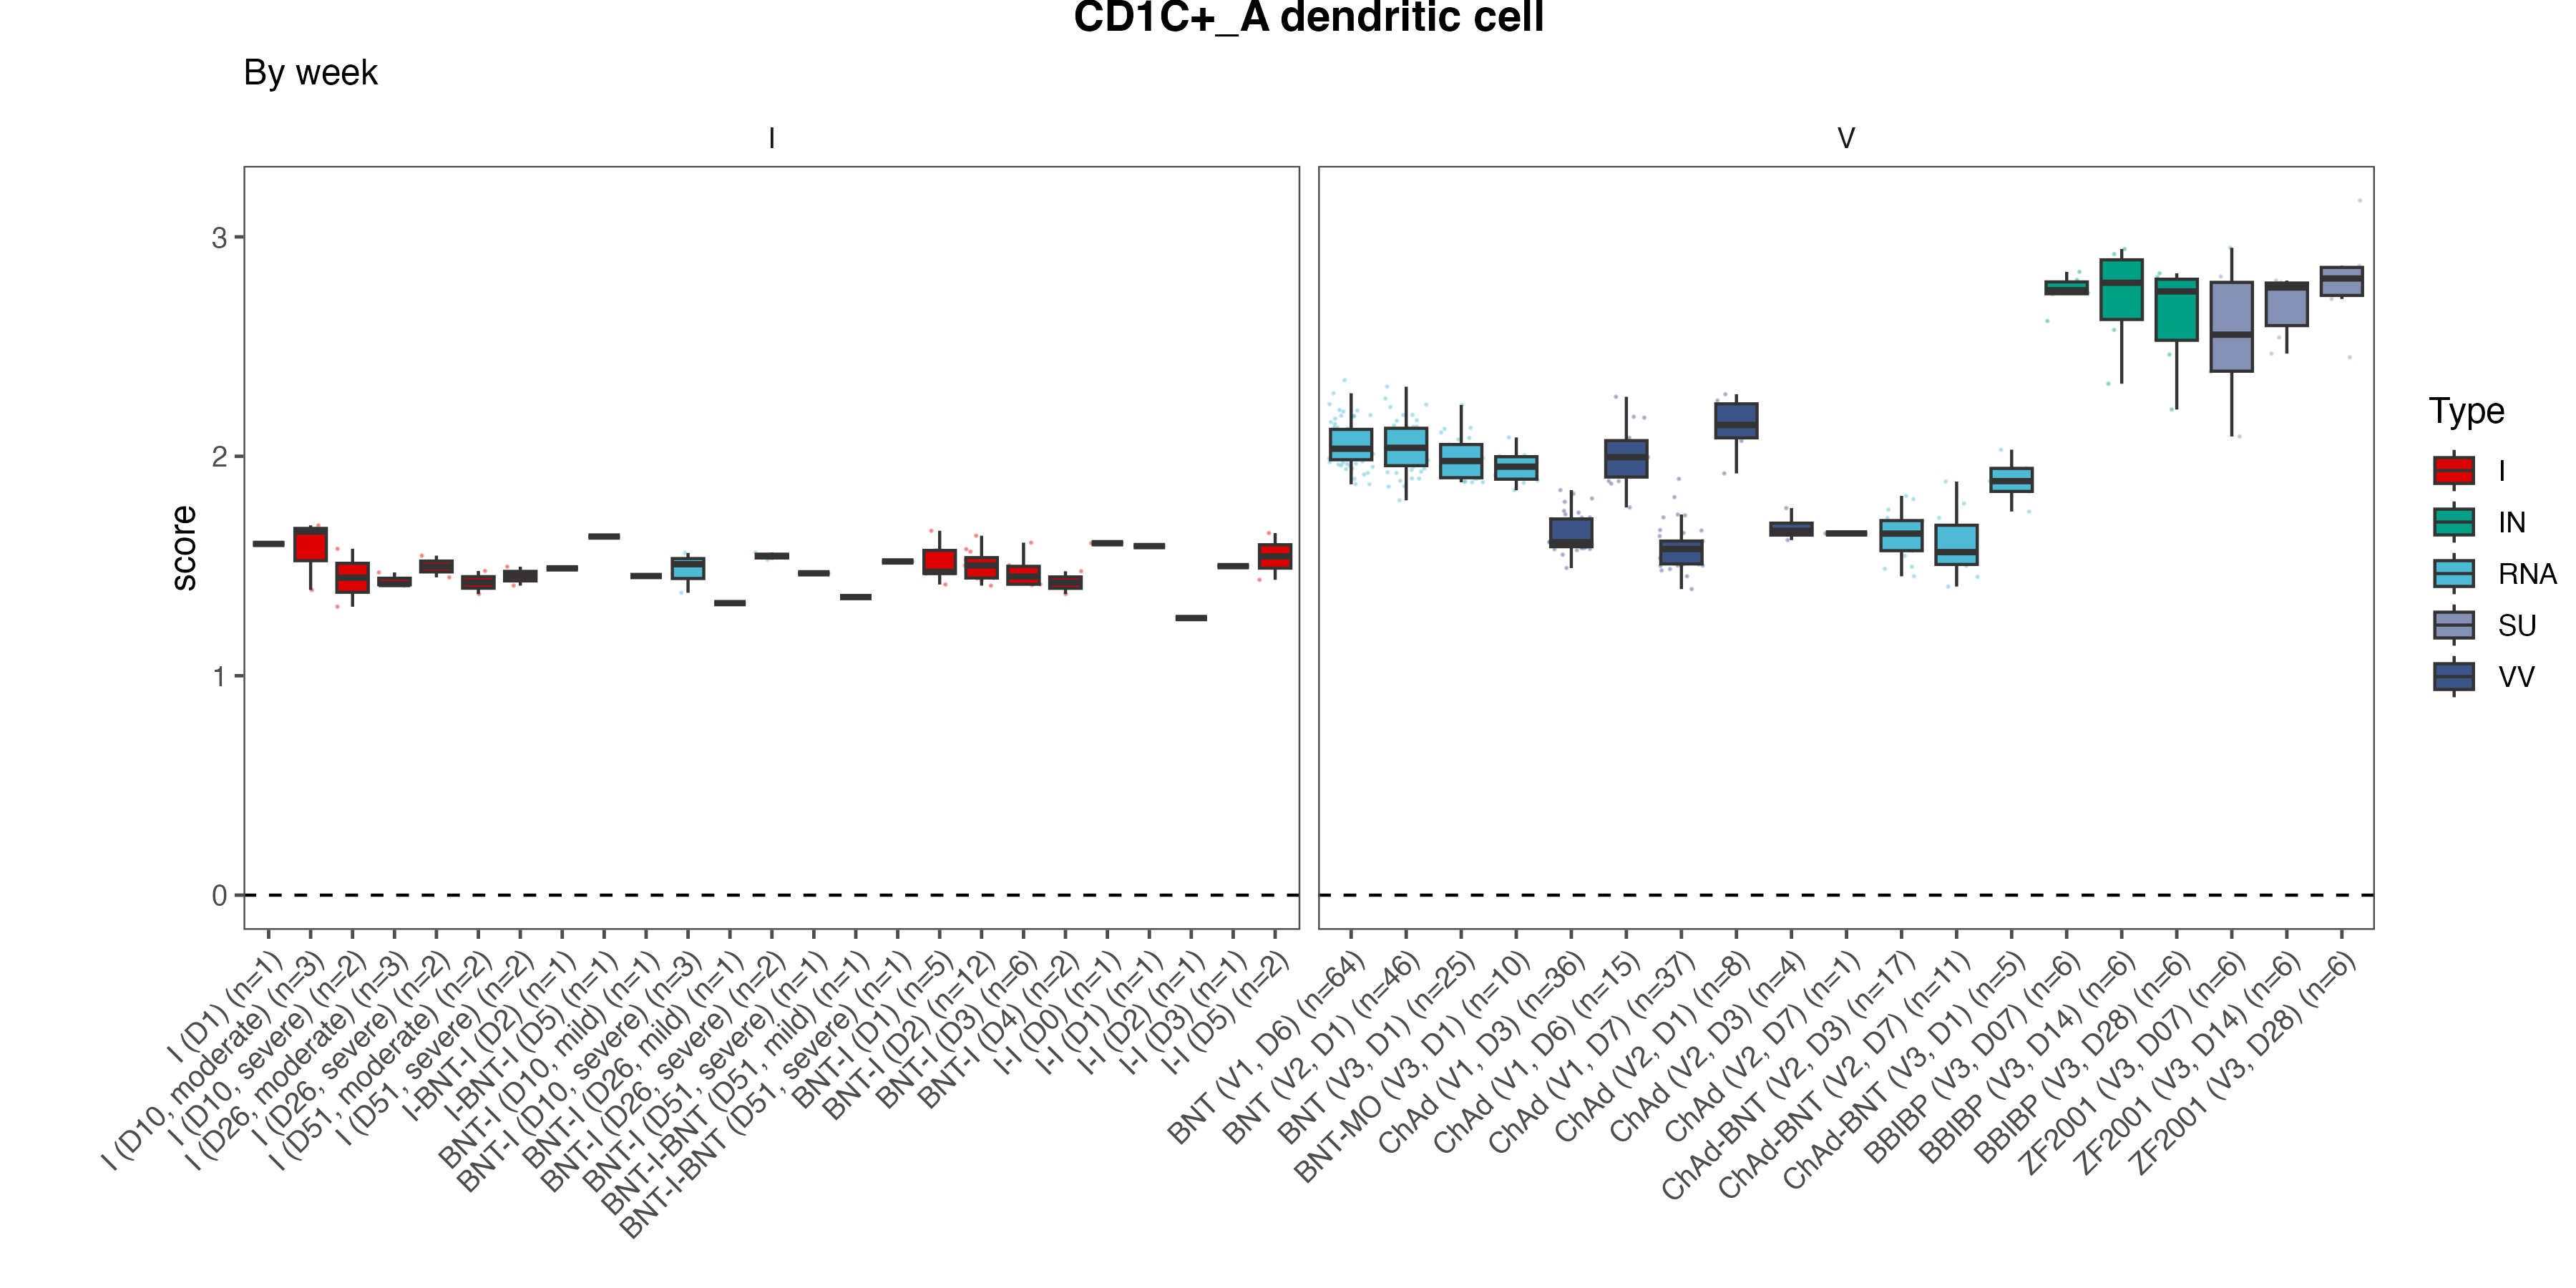 CD1C+_A dendritic cell
By week
I
V
score
3
2
1
0
I (D1) (n=1)
I (D10, moderate) (n=3)
I (D10, severe) (n=2)
I (D26, moderate) (n=3)
I (D26, severe) (n=2)
I (D51, moderate) (n=2)
I (D51, severe) (n=2)
I-BNT-I (D2) (n=1)
I-BNT-I (D5) (n=1)
BNT-I (D10, mild) (n=1)
BNT-I (D10, severe) (n=3)
BNT-I (D26, mild) (n=1)
BNT-I (D26, severe) (n=2)
BNT-I (D51, severe) (n=1)
BNT-I-BNT (D51, mild) (n=1)
BNT-I-BNT (D51, severe) (n=1)
BNT-I (D1) (n=5)
BNT-I (D2) (n=12)
BNT-I (D3) (n=6)
BNT-I (D4) (n=2)
I-I (D0) (n=1)
I-I (D1) (n=1)
I-I (D2) (n=1)
I-I (D3) (n=1)
I-I (D5) (n=2)
BNT (V1, D6) (n=64)
BNT (V2, D1) (n=46)
BNT (V3, D1) (n=25)
BNT-MO (V3, D1) (n=10)
ChAd (V1, D3) (n=36)
ChAd (V1, D6) (n=15)
ChAd (V1, D7) (n=37)
ChAd (V2, D1) (n=8)
ChAd (V2, D3) (n=4)
ChAd (V2, D7) (n=1)
ChAd-BNT (V2, D3) (n=17)
ChAd-BNT (V2, D7) (n=11)
ChAd-BNT (V3, D1) (n=5)
BBIBP (V3, D07) (n=6)
BBIBP (V3, D14) (n=6)
BBIBP (V3, D28) (n=6)
ZF2001 (V3, D07) (n=6)
ZF2001 (V3, D14) (n=6)
ZF2001 (V3, D28) (n=6)
Type
I
IN
RNA
SU
VV